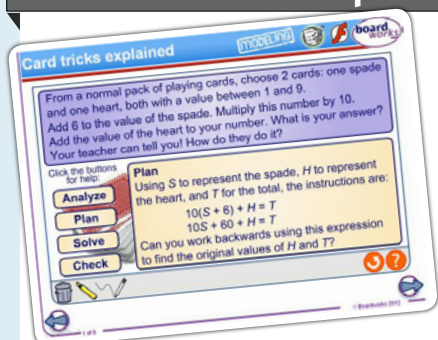 board
works
Card tricks explained
MODELING
From a normal pack of playing cards, choose 2 cards: one spade
and one heart, both with a value between 1 and 9.
Add 6 to the value of the spade. Multiply this number by 10.
Add the value of the heart to your number. What is your answer?
Your teacher can tell you! How do they do it?
Click the buttons
for help:
Analyze
Plan
Solve
Check
Plan
Using S to represent the spade, H to represent
the heart, and T for the total, the instructions are:
10(S + 6) + H = T
10S + 60 + H = T
Can you work backwards using this expression
to find the original values of H and T?
?
© Boardworks 2012